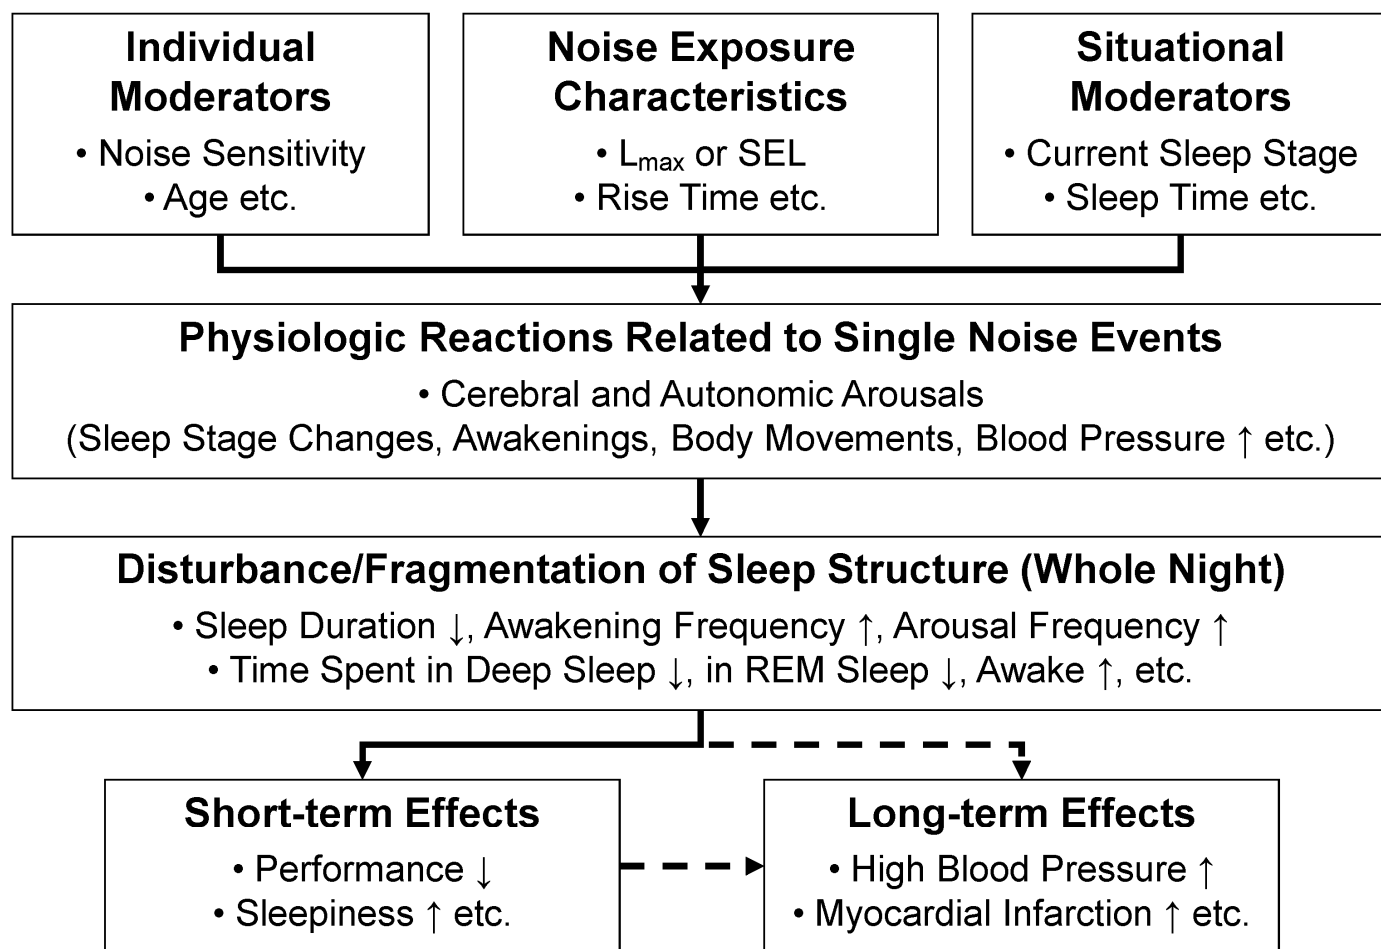 Individual
Moderators
• Noise Sensitivity
• Age etc.
Noise Exposure
Characteristics
• Lmax or SEL
• Rise Time etc.
Situational
Moderators
• Current Sleep Stage
• Sleep Time etc.
Physiologic Reactions Related to Single Noise Events
• Cerebral and Autonomic Arousals
(Sleep Stage Changes, Awakenings, Body Movements, Blood Pressure ↑ etc.)
Disturbance/Fragmentation of Sleep Structure (Whole Night)
• Sleep Duration ↓, Awakening Frequency ↑, Arousal Frequency ↑
• Time Spent in Deep Sleep ↓, in REM Sleep ↓, Awake ↑, etc.
Short-term Effects
• Performance ↓
• Sleepiness ↑ etc.
Long-term Effects
• High Blood Pressure ↑
• Myocardial Infarction ↑ etc.